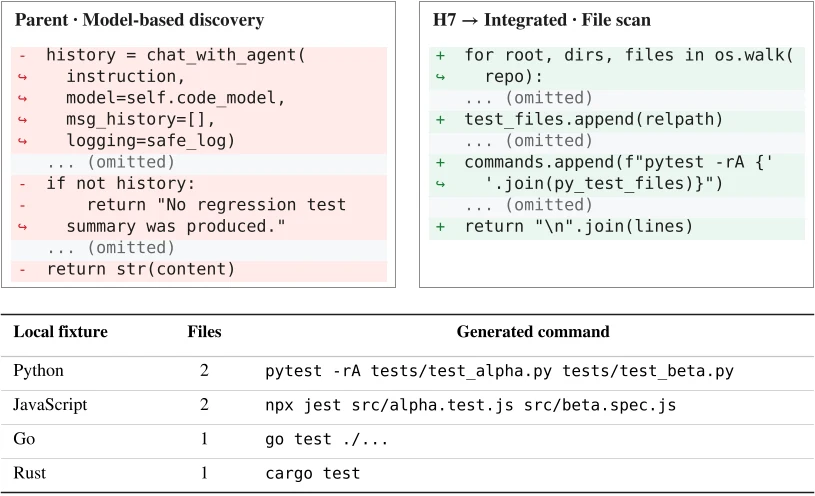 Parent · Model-based discovery
- history = chat_with_agent(
↪ instruction,
↪ model=self.code_model,
↪ msg_history=[],
↪ logging=safe_log)
... (omitted)
- if not history:
- return "No regression test
↪ summary was produced."
... (omitted)
- return str(content)
H7 → Integrated · File scan
+ for root, dirs, files in os.walk(
↪ repo):
... (omitted)
+ test_files.append(relpath)
... (omitted)
+ commands.append(f"pytest -rA {'
↪ '.join(py_test_files)}")
... (omitted)
+ return "\n".join(lines)
Local fixture Files Generated command
Python 2 pytest -rA tests/test_alpha.py tests/test_beta.py
JavaScript 2 npx jest src/alpha.test.js src/beta.spec.js
Go 1 go test ./...
Rust 1 cargo test